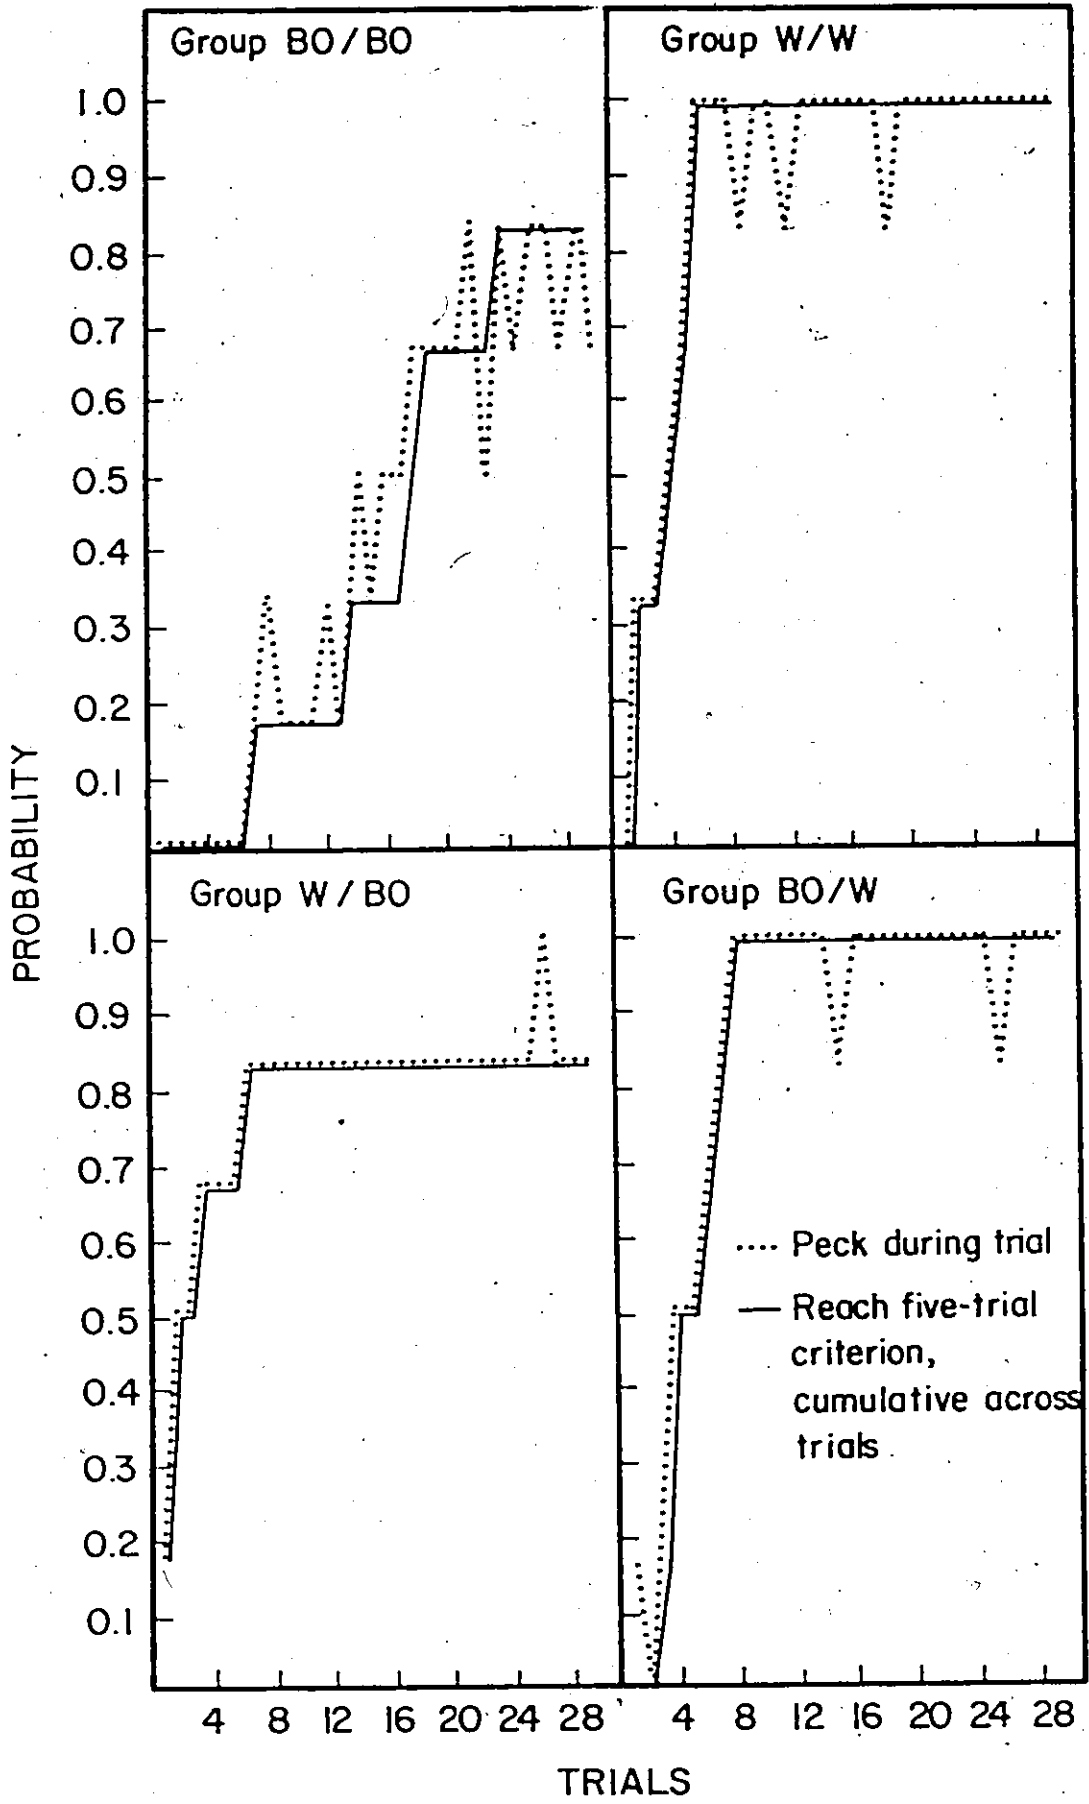 Group BO/BO
Group W/W
1.0
0.9
0.8
0.7
0.6
0.5
0.4
0.3
0.2
0.1
PROBABILITY
Group W/BO
Group BO/W
1.0
0.9
0.8
0.7
0.6
0.5
0.4
0.3
0.2
0.1
.... Peck during trial
— Reach five-trial
criterion,
cumulative across
trials
4 8 12 16 20 24 28
4 8 12 16 20 24 28
TRIALS